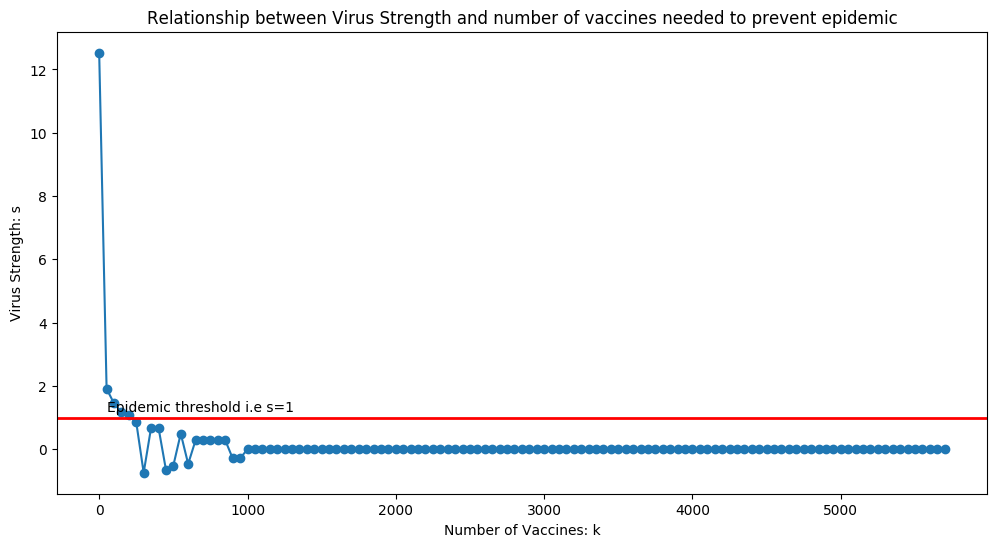 Relationship between Virus Strength and number of vaccines needed to prevent epidemic
12
10
8
6
4
2
0
Virus Strength: s
Epidemic threshold i.e s=1
0 1000 2000 3000 4000 5000
Number of Vaccines: k